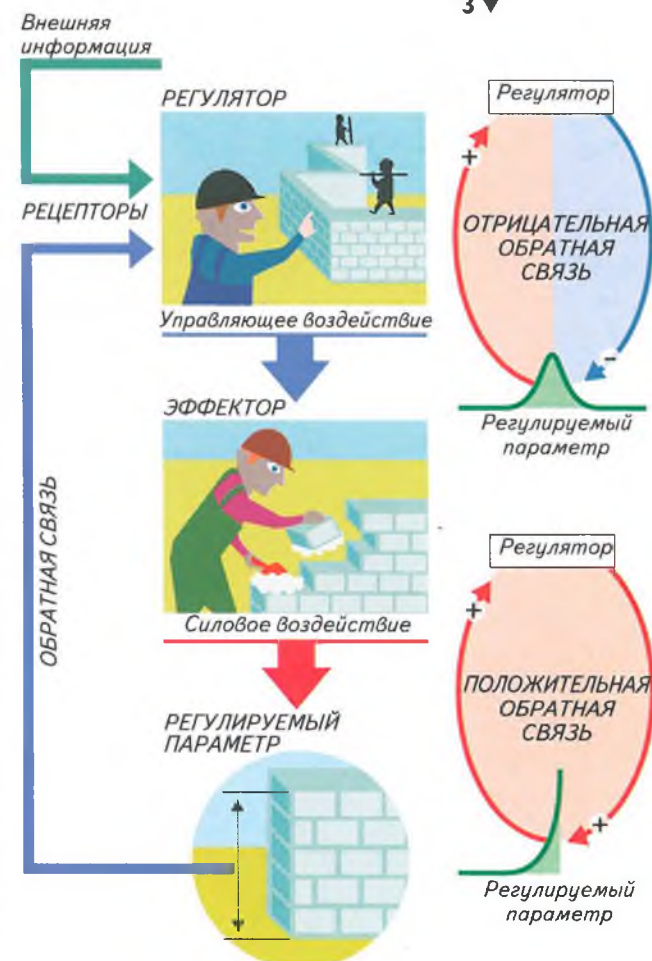 3 ▼
Внешняя
информация
РЕГУЛЯТОР
РЕЦЕПТОРЫ
Управляющее воздействие
ЭФФЕКТОР
Силовое воздействие
ОБРАТНАЯ СВЯЗЬ
РЕГУЛИРУЕМЫЙ
ПАРАМЕТР
Регулятор
+
ОТРИЦАТЕЛЬНАЯ
ОБРАТНАЯ
СВЯЗЬ
–
Регулируемый
параметр
Регулятор
+
ПОЛОЖИТЕЛЬНАЯ
ОБРАТНАЯ
СВЯЗЬ
+
Регулируемый
параметр